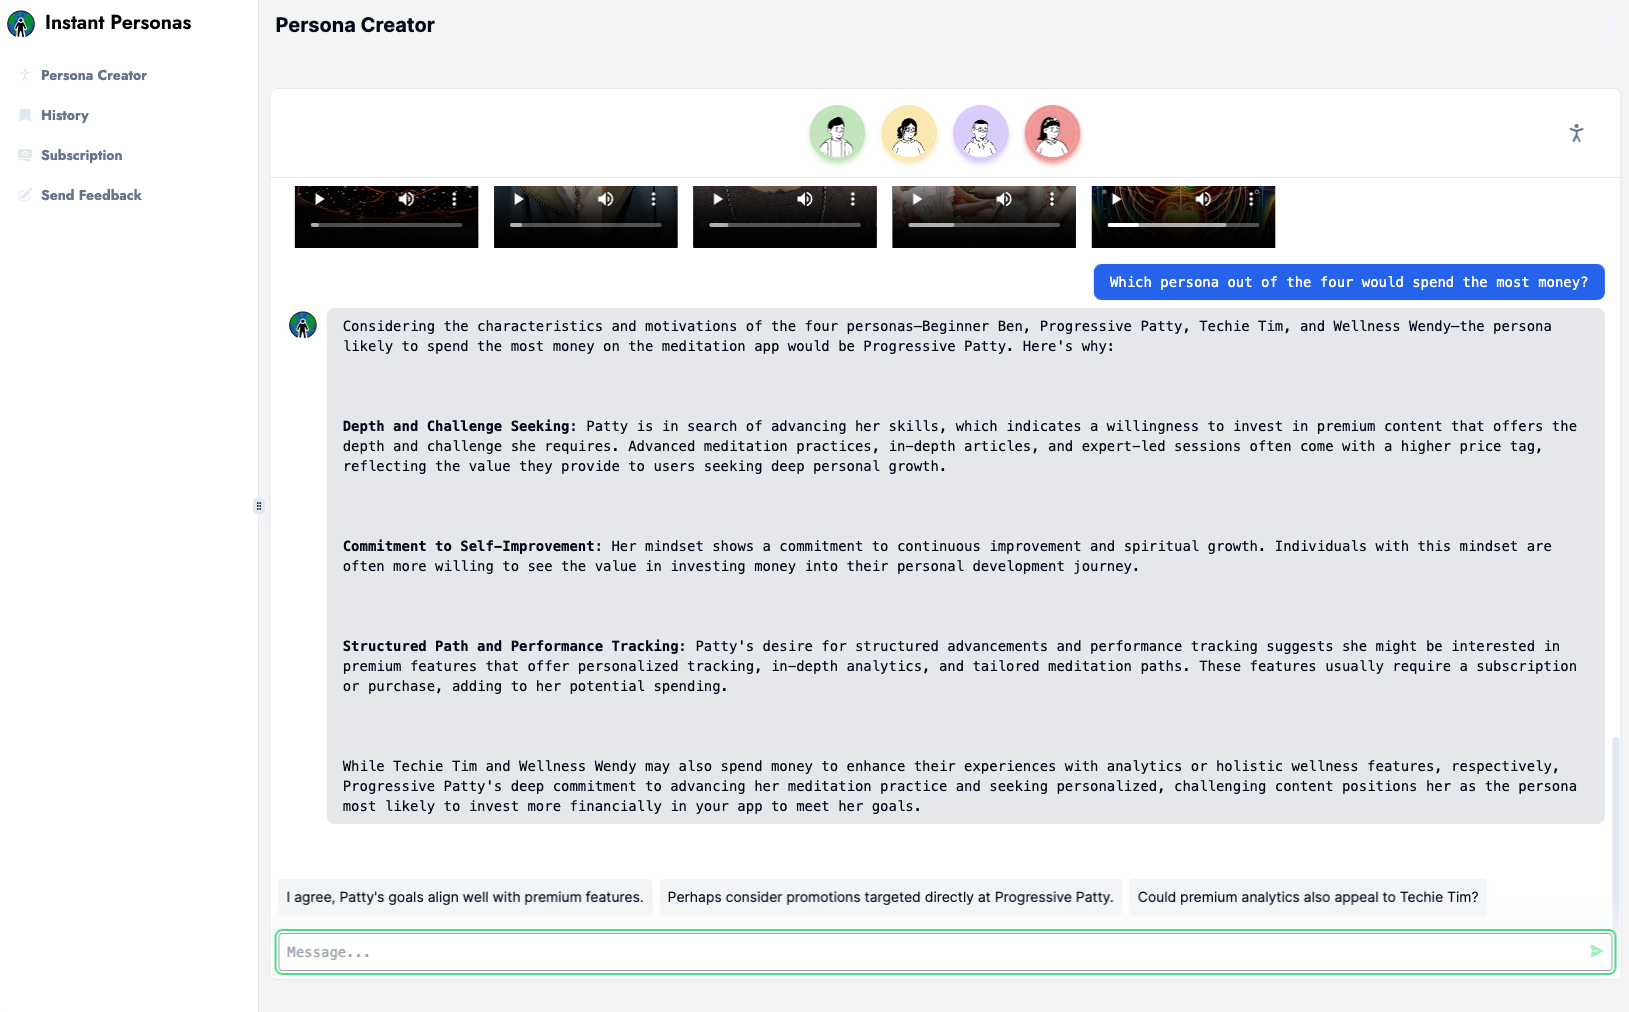 Instant Personas
Persona Creator
History
Subscription
Send Feedback
Persona Creator
Which persona out of the four would spend the most money?
Considering the characteristics and motivations of the four personas—Beginner Ben, Progressive Patty, Techie Tim, and Wellness Wendy—the persona
likely to spend the most money on the meditation app would be Progressive Patty. Here's why:
Depth and Challenge Seeking: Patty is in search of advancing her skills, which indicates a willingness to invest in premium content that offers the
depth and challenge she requires. Advanced meditation practices, in-depth articles, and expert-led sessions often come with a higher price tag,
reflecting the value they provide to users seeking deep personal growth.
Commitment to Self-Improvement: Her mindset shows a commitment to continuous improvement and spiritual growth. Individuals with this mindset are
often more willing to see the value in investing money into their personal development journey.
Structured Path and Performance Tracking: Patty's desire for structured advancements and performance tracking suggests she might be interested in
premium features that offer personalized tracking, in-depth analytics, and tailored meditation paths. These features usually require a subscription
or purchase, adding to her potential spending.
While Techie Tim and Wellness Wendy may also spend money to enhance their experiences with analytics or holistic wellness features, respectively,
Progressive Patty's deep commitment to advancing her meditation practice and seeking personalized, challenging content positions her as the persona
most likely to invest more financially in your app to meet her goals.
I agree, Patty's goals align well with premium features.
Perhaps consider promotions targeted directly at Progressive Patty.
Could premium analytics also appeal to Techie Tim?
Message...